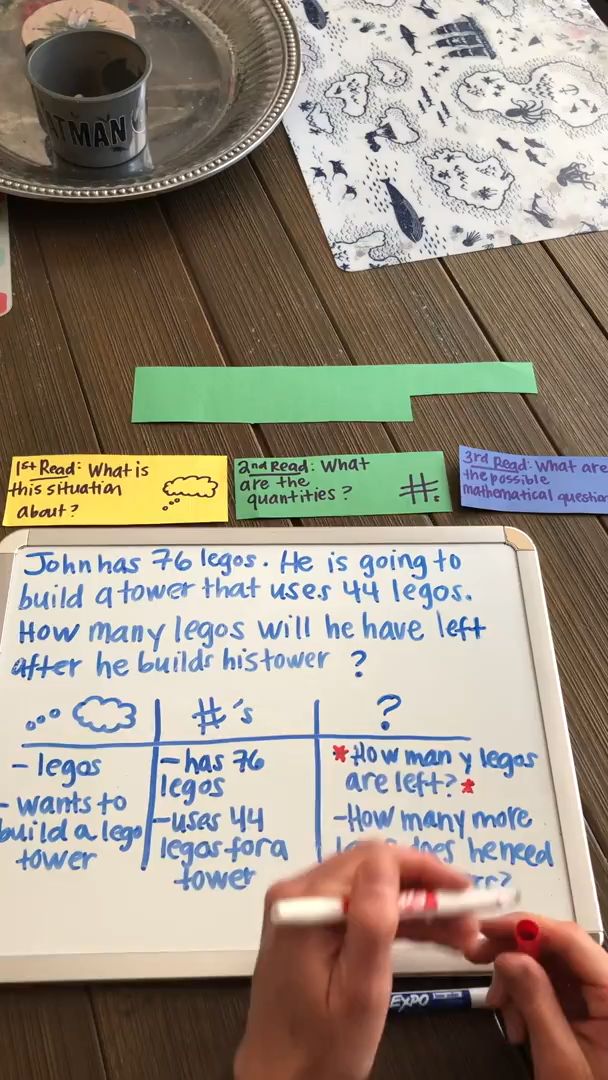 ATMAN
1st Read: What is
this situation
about?
2nd Read: What
are the
quantities?
#.
3rd Read: What are
the possible
mathematical question
John has 76 legos. He is going to
build a tower that uses 44 legos.
How many legos will he have left
after he builds his tower ?
#'s
?
- legos
- wants to
build a lego
tower
- has 76
legos
- uses 44
legos for a
tower
*How many legos
are left?*
- How many more
does he need
EXPO